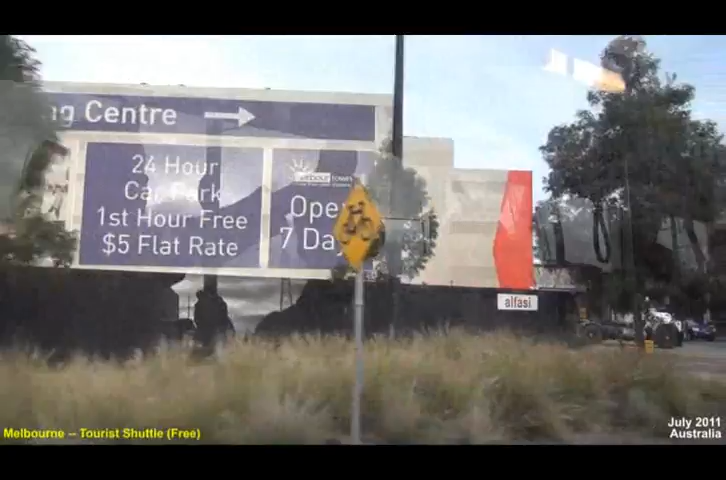 ng Centre
24 Hour
Car Park
1st Hour Free
$5 Flat Rate
Ope
7 Da
alfasi
Melbourne -- Tourist Shuttle (Free)
July 2011
Australia